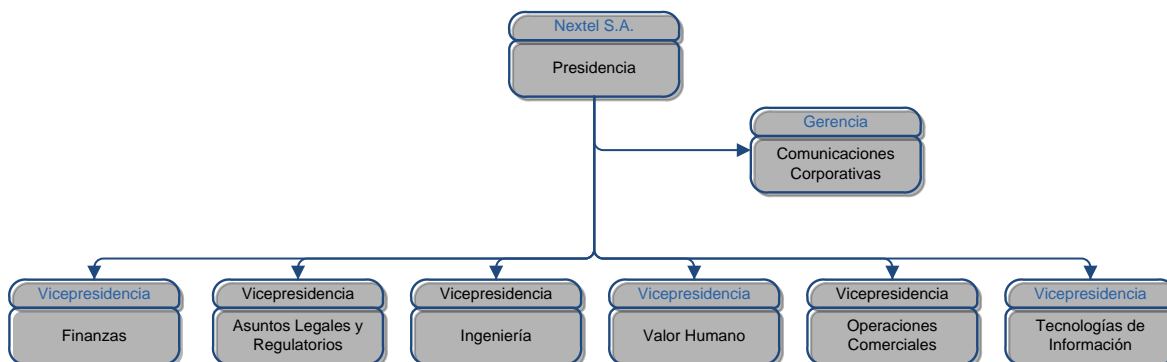 Nextel S.A.
Presidencia
Gerencia
Comunicaciones
Corporativas
Vicepresidencia
Finanzas
Vicepresidencia
Asuntos Legales y
Regulatorios
Vicepresidencia
Ingeniería
Vicepresidencia
Valor Humano
Vicepresidencia
Operaciones
Comerciales
Vicepresidencia
Tecnologías de
Información